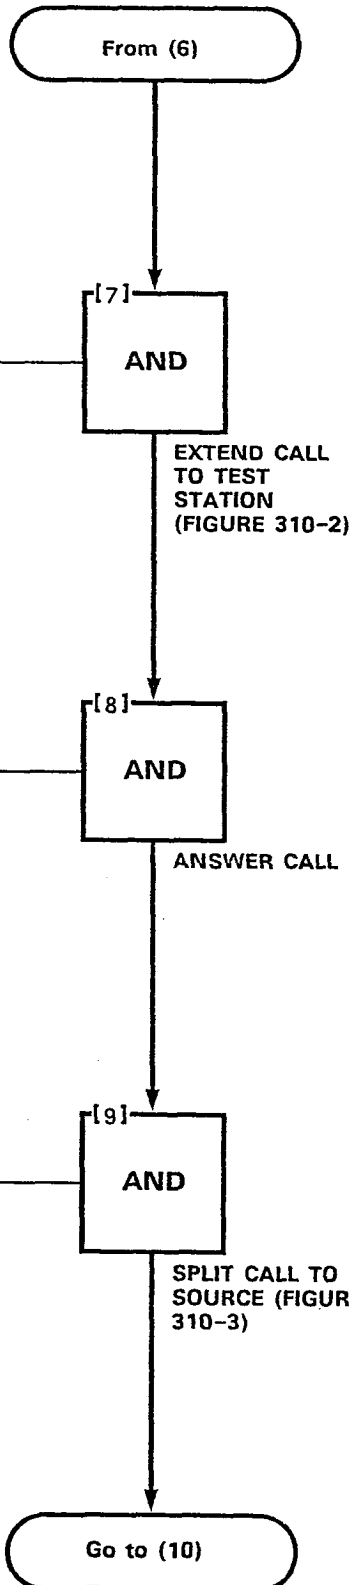 From (6)
[7]
AND
EXTEND CALL
TO TEST
STATION
(FIGURE 310-2)
[8]
AND
ANSWER CALL
[9]
AND
SPLIT CALL TO
SOURCE (FIGUR
310-3)
Go to (10)